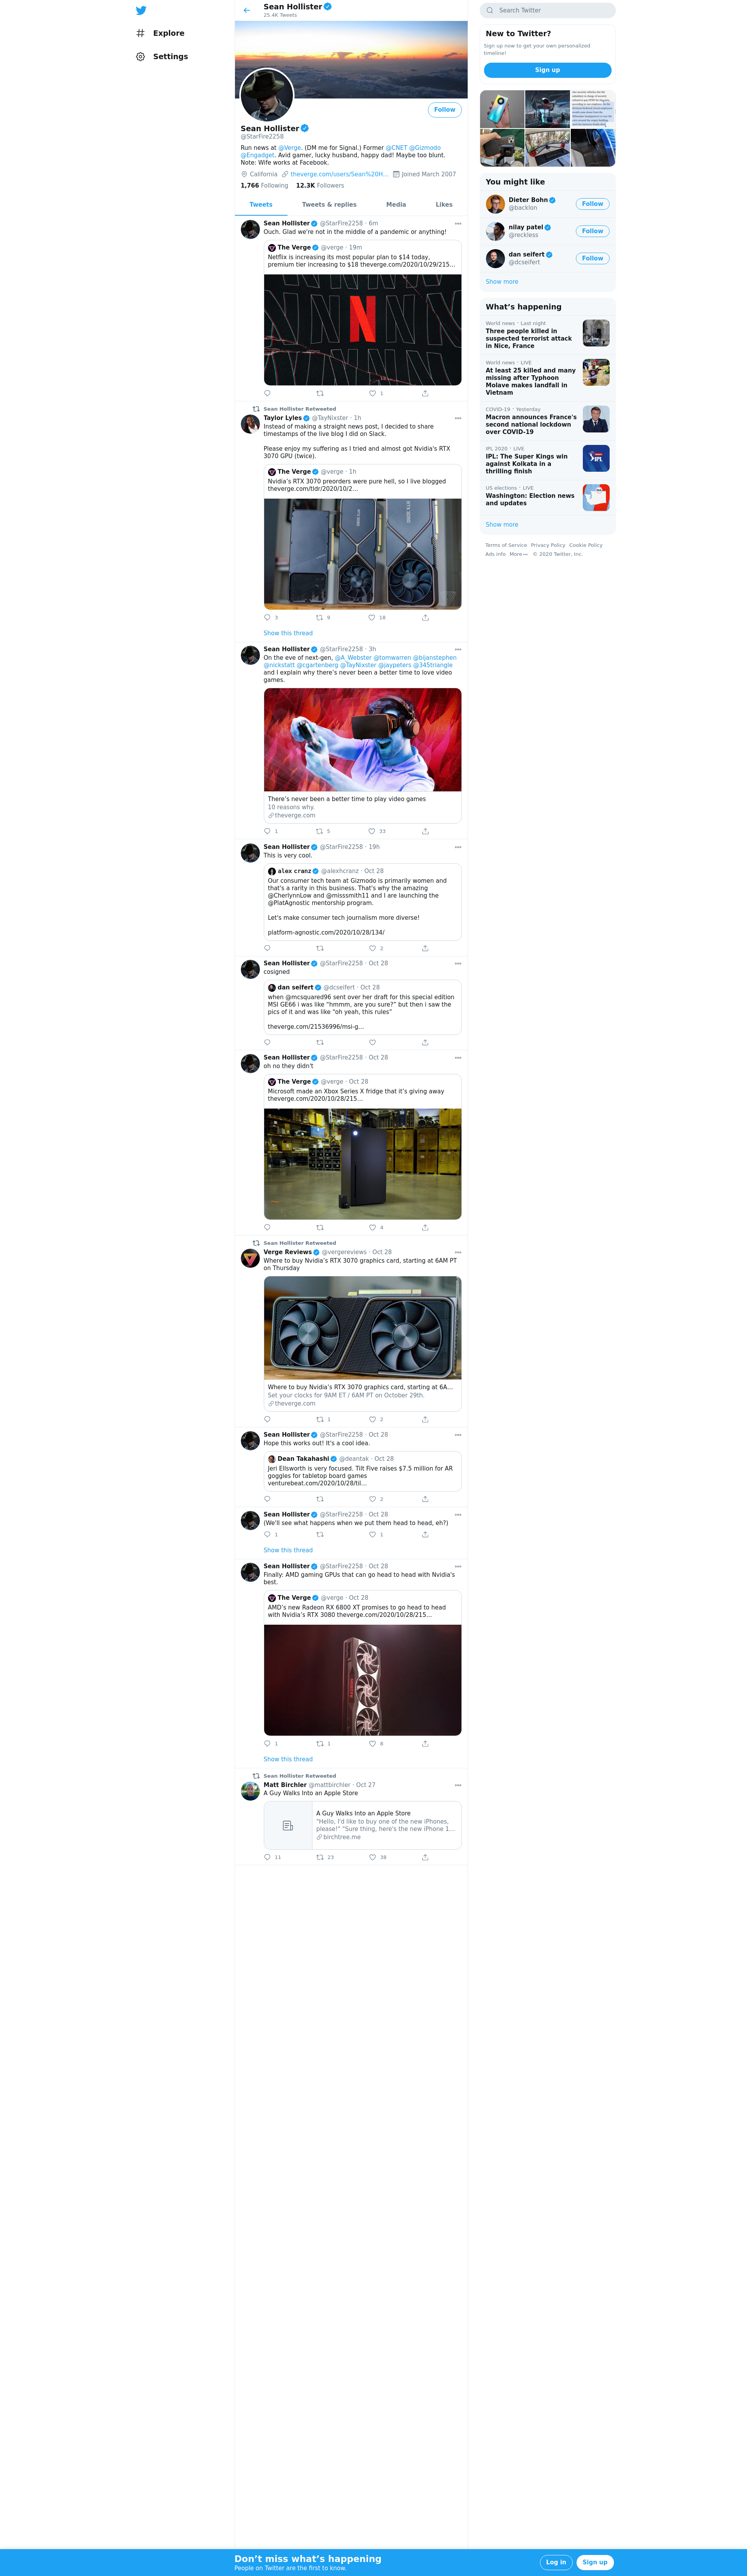 Explore
Settings
Sean Hollister
25.4K Tweets
Follow
Sean Hollister
@StarFire2258
Run news at @Verge. (DM me for Signal.) Former @CNET @Gizmodo
@Engadget. Avid gamer, lucky husband, happy dad! Maybe too blunt.
Note: Wife works at Facebook.
California theverge.com/users/Sean%20H… Joined March 2007
1,766 Following 12.3K Followers
Tweets Tweets & replies Media Likes
Sean Hollister @StarFire2258 · 6m
Ouch. Glad we're not in the middle of a pandemic or anything!
The Verge @verge · 19m
Netflix is increasing its most popular plan to $14 today,
premium tier increasing to $18 theverge.com/2020/10/29/215…
1
Sean Hollister Retweeted
Taylor Lyles @TayNixster · 1h
Instead of making a straight news post, I decided to share
timestamps of the live blog I did on Slack.
Please enjoy my suffering as I tried and almost got Nvidia's RTX
3070 GPU (twice).
The Verge @verge · 1h
Nvidia's RTX 3070 preorders were pure hell, so I live blogged
theverge.com/tldr/2020/10/2…
3 9 18
Show this thread
Sean Hollister @StarFire2258 · 3h
On the eve of next-gen, @A_Webster @tomwarren @bijanstephen
@nickstatt @cgartenberg @TayNixster @jaypeters @345triangle
and I explain why there's never been a better time to love video
games.
There's never been a better time to play video games
10 reasons why.
theverge.com
1 5 33
Sean Hollister @StarFire2258 · 19h
This is very cool.
alex cranz @alexhcranz · Oct 28
Our consumer tech team at Gizmodo is primarily women and
that's a rarity in this business. That's why the amazing
@CherlynnLow and @misssmith11 and I are launching the
@PlatAgnostic mentorship program.
Let's make consumer tech journalism more diverse!
platform-agnostic.com/2020/10/28/134/
2
Sean Hollister @StarFire2258 · Oct 28
cosigned
dan seifert @dcseifert · Oct 28
when @mcsquared96 sent over her draft for this special edition
MSI GE66 i was like "hmmm, are you sure?" but then i saw the
pics of it and was like "oh yeah, this rules"
theverge.com/21536996/msi-g…
Sean Hollister @StarFire2258 · Oct 28
oh no they didn't
The Verge @verge · Oct 28
Microsoft made an Xbox Series X fridge that it's giving away
theverge.com/2020/10/28/215…
4
Sean Hollister Retweeted
Verge Reviews @vergereviews · Oct 28
Where to buy Nvidia's RTX 3070 graphics card, starting at 6AM PT
on Thursday
Where to buy Nvidia's RTX 3070 graphics card, starting at 6A…
Set your clocks for 9AM ET / 6AM PT on October 29th.
theverge.com
1 2
Sean Hollister @StarFire2258 · Oct 28
Hope this works out! It's a cool idea.
Dean Takahashi @deantak · Oct 28
Jeri Ellsworth is very focused. Tilt Five raises $7.5 million for AR
goggles for tabletop board games
venturebeat.com/2020/10/28/til…
2
Sean Hollister @StarFire2258 · Oct 28
(We'll see what happens when we put them head to head, eh?)
1 1
Show this thread
Sean Hollister @StarFire2258 · Oct 28
Finally: AMD gaming GPUs that can go head to head with Nvidia's
best.
The Verge @verge · Oct 28
AMD's new Radeon RX 6800 XT promises to go head to head
with Nvidia's RTX 3080 theverge.com/2020/10/28/215…
1 1 8
Show this thread
Sean Hollister Retweeted
Matt Birchler @mattbirchler · Oct 27
A Guy Walks Into an Apple Store
A Guy Walks Into an Apple Store
"Hello, I'd like to buy one of the new iPhones,
please!" "Sure thing, here's the new iPhone 1…
birchtree.me
11 23 38
Search Twitter
New to Twitter?
Sign up now to get your own personalized
timeline!
Sign up
You might like
Dieter Bohn
@backlon
Follow
nilay patel
@reckless
Follow
dan seifert
@dcseifert
Follow
Show more
What's happening
World news · Last night
Three people killed in
suspected terrorist attack
in Nice, France
World news · LIVE
At least 25 killed and many
missing after Typhoon
Molave makes landfall in
Vietnam
COVID-19 · Yesterday
Macron announces France's
second national lockdown
over COVID-19
IPL 2020 · LIVE
IPL: The Super Kings win
against Kolkata in a
thrilling finish
IPL
US elections · LIVE
Washington: Election news
and updates
Show more
Terms of Service Privacy Policy Cookie Policy
Ads info More © 2020 Twitter, Inc.
Don't miss what's happening
People on Twitter are the first to know.
Log in Sign up